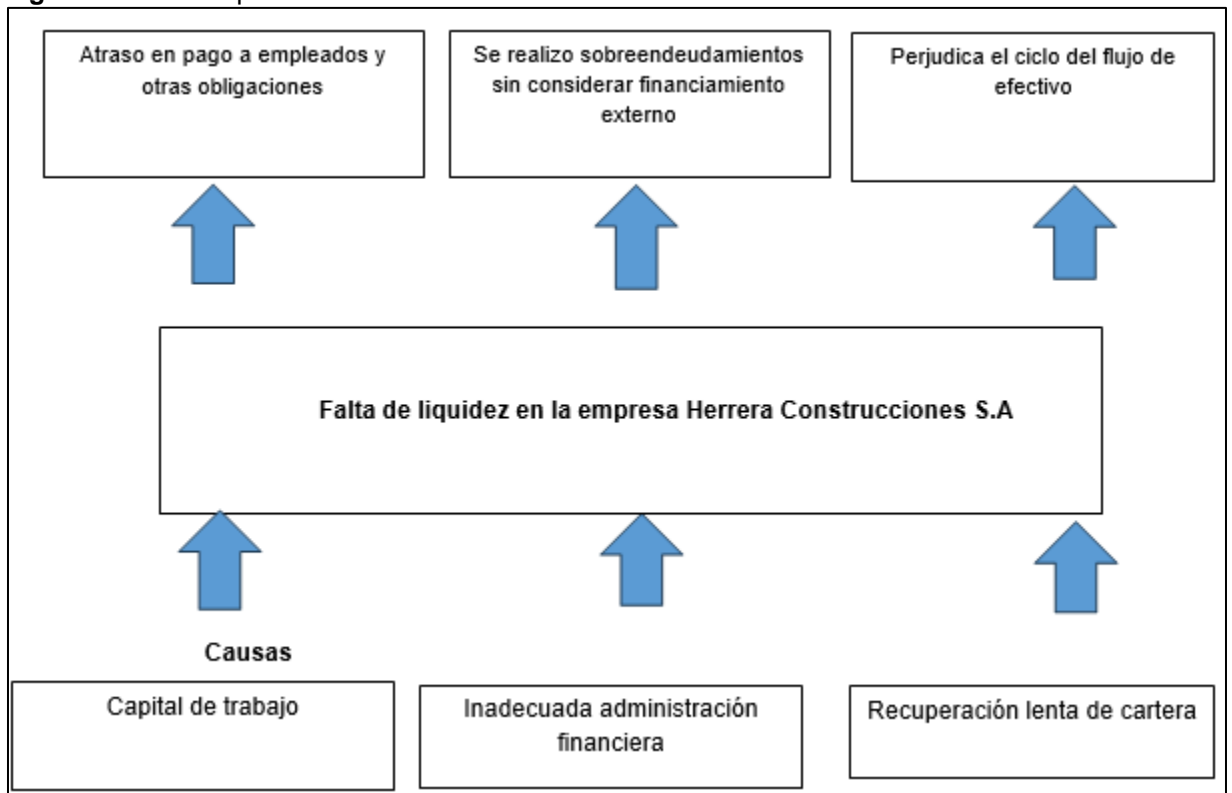 Atraso en pago a empleados y
otras obligaciones
Se realizo sobreendeudamientos
sin considerar financiamiento
externo
Perjudica el ciclo del flujo de
efectivo
Falta de liquidez en la empresa Herrera Construcciones S.A
Causas
Capital de trabajo
Inadecuada administración
financiera
Recuperación lenta de cartera